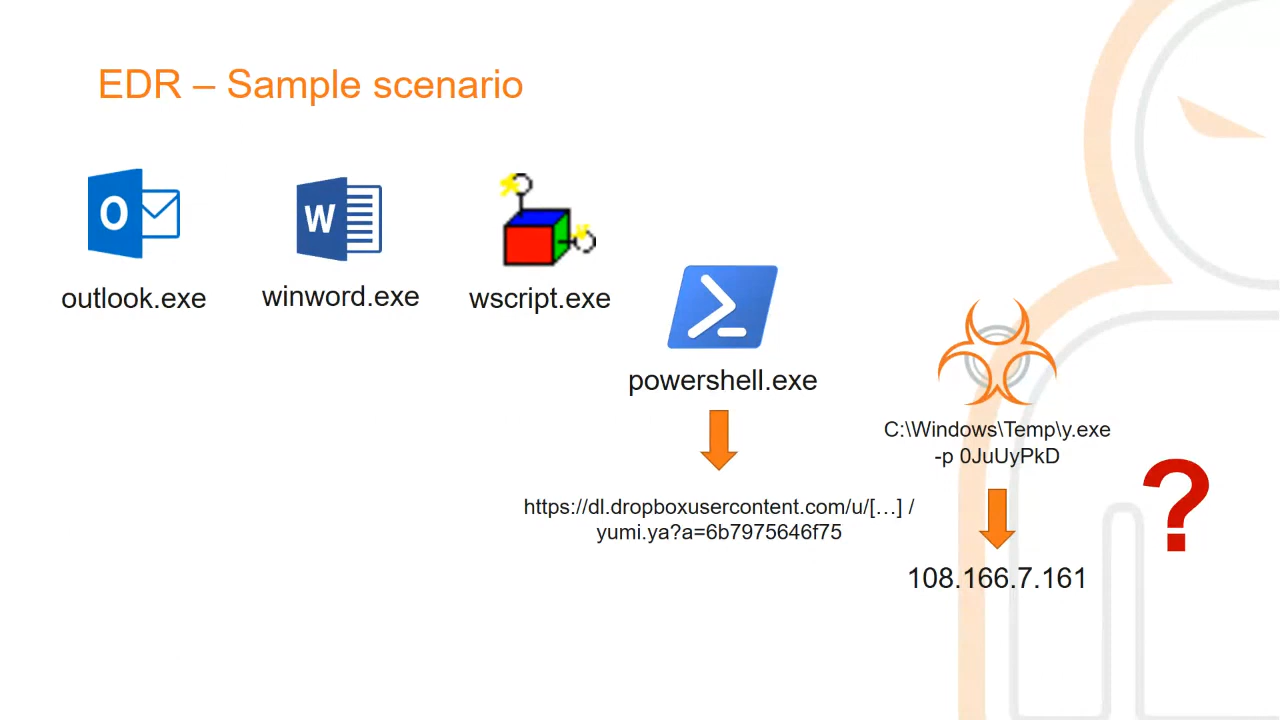 EDR – Sample scenario
O
W
outlook.exe
winword.exe
wscript.exe
powershell.exe
C:\Windows\Temp\y.exe
-p 0JuUyPkD
https://dl.dropboxusercontent.com/u/[…] /
yumi.ya?a=6b7975646f75
108.166.7.161
?